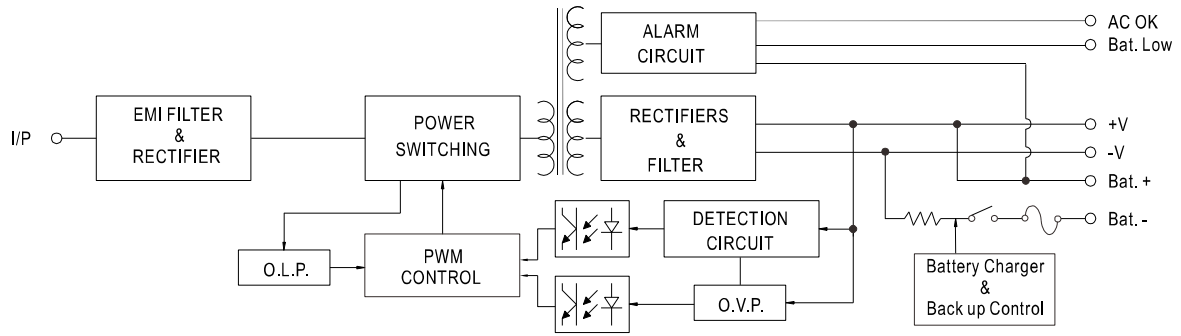 AC OK
ALARM
CIRCUIT
Bat. Low
EMI FILTER
&
RECTIFIER
POWER
SWITCHING
RECTIFIERS
&
FILTER
I/P
+V
-V
Bat. +
Bat. -
DETECTION
CIRCUIT
PWM
CONTROL
O.L.P.
O.V.P.
Battery Charger
&
Back up Control